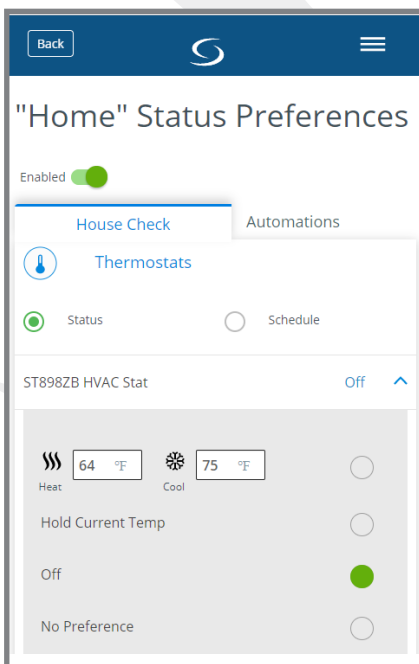 Back
"Home" Status Preferences
Enabled
House Check Automations
Thermostats
Status Schedule
ST898ZB HVAC Stat Off
64 °F 75 °F
Heat Cool
Hold Current Temp
Off
No Preference